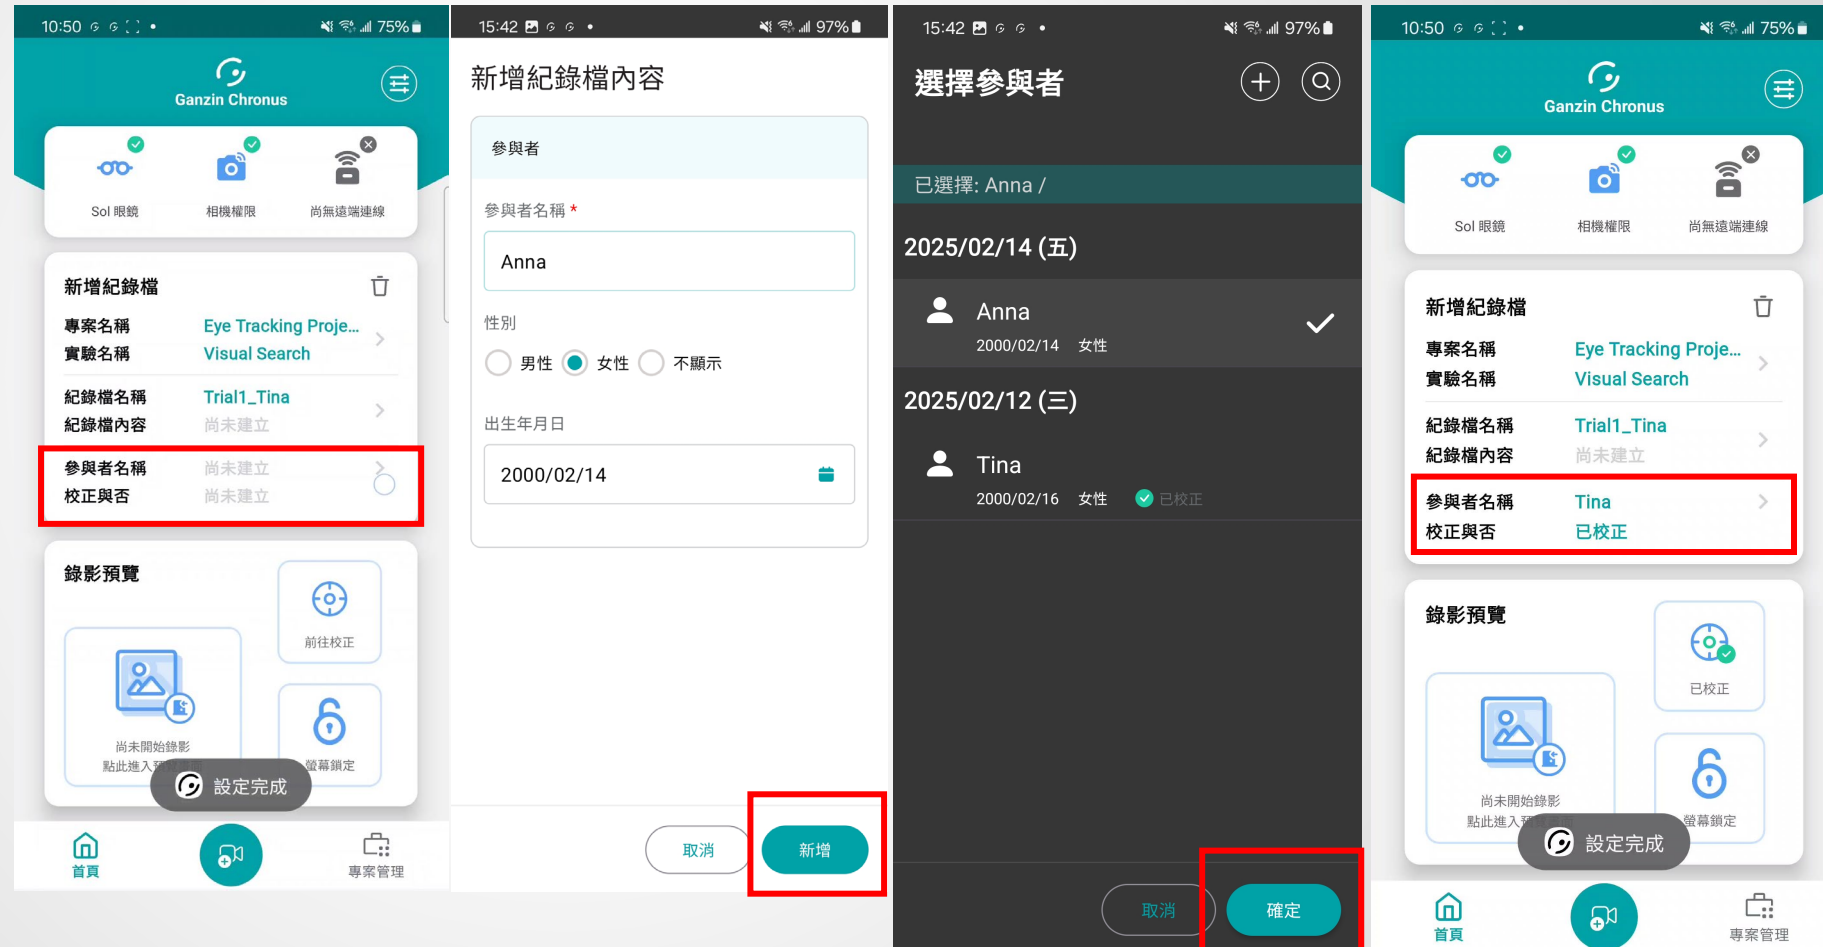 10:50
75%
Ganzin Chronus
Sol 眼鏡
相機權限
尚無遠端連線
新增紀錄檔
專案名稱 Eye Tracking Proje...
實驗名稱 Visual Search
紀錄檔名稱 Trial1_Tina
紀錄檔內容 尚未建立
參與者名稱 尚未建立
校正與否 尚未建立
錄影預覽
前往校正
尚未開始錄影
點此進入預
螢幕鎖定
設定完成
首頁
專案管理
15:42
97%
新增紀錄檔內容
參與者
參與者名稱 *
Anna
性別
男性 女性 不顯示
出生年月日
2000/02/14
取消 新增
15:42
97%
選擇參與者
已選擇: Anna /
2025/02/14 (五)
Anna
2000/02/14 女性
2025/02/12 (三)
Tina
2000/02/16 女性 已校正
取消 確定
10:50
75%
Ganzin Chronus
Sol 眼鏡
相機權限
尚無遠端連線
新增紀錄檔
專案名稱 Eye Tracking Proje...
實驗名稱 Visual Search
紀錄檔名稱 Trial1_Tina
紀錄檔內容 尚未建立
參與者名稱 Tina
校正與否 已校正
錄影預覽
已校正
尚未開始錄影
點此進入預
螢幕鎖定
設定完成
首頁
專案管理